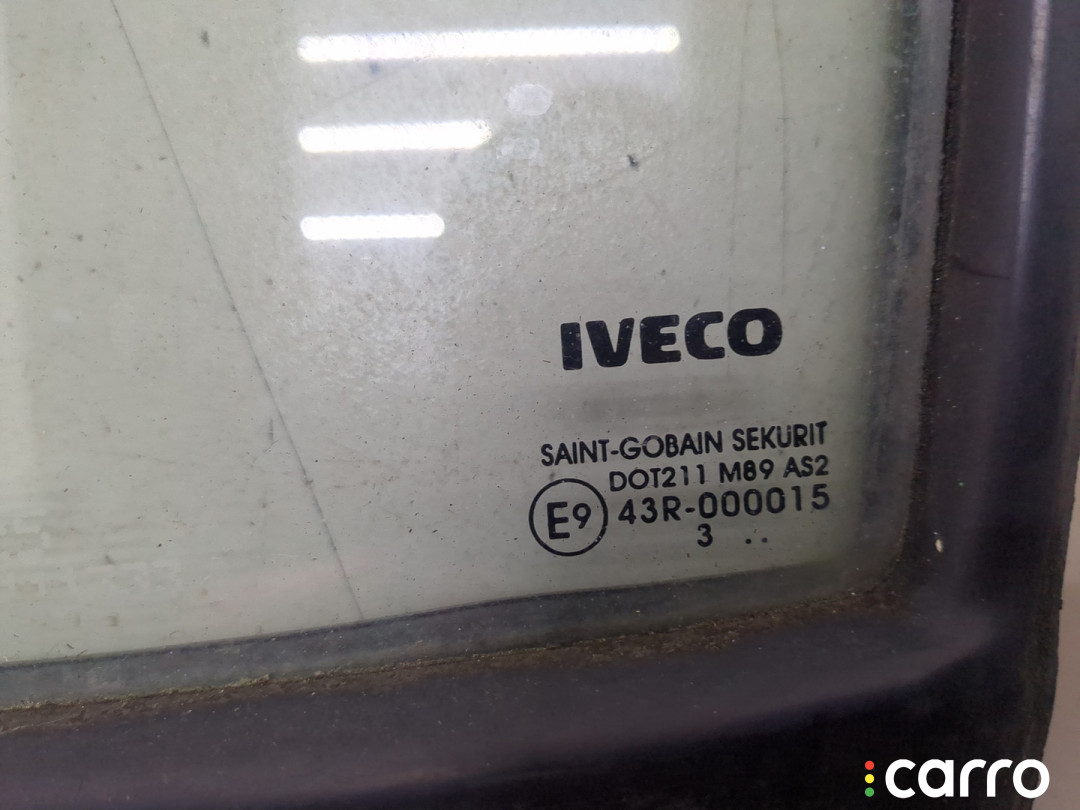 IVECO
SAINT-GOBAIN SEKURIT
DOT211 M89 AS2
E9 43R-000015
3 ..
carro